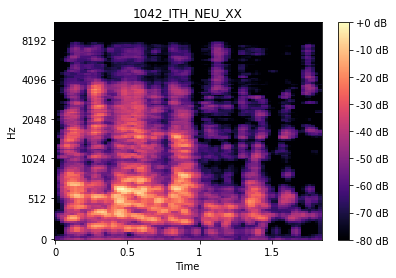 1042_ITH_NEU_XX
Hz
8192
4096
2048
1024
512
0
0
0.5
1
1.5
Time
+0 dB
-10 dB
-20 dB
-30 dB
-40 dB
-50 dB
-60 dB
-70 dB
-80 dB